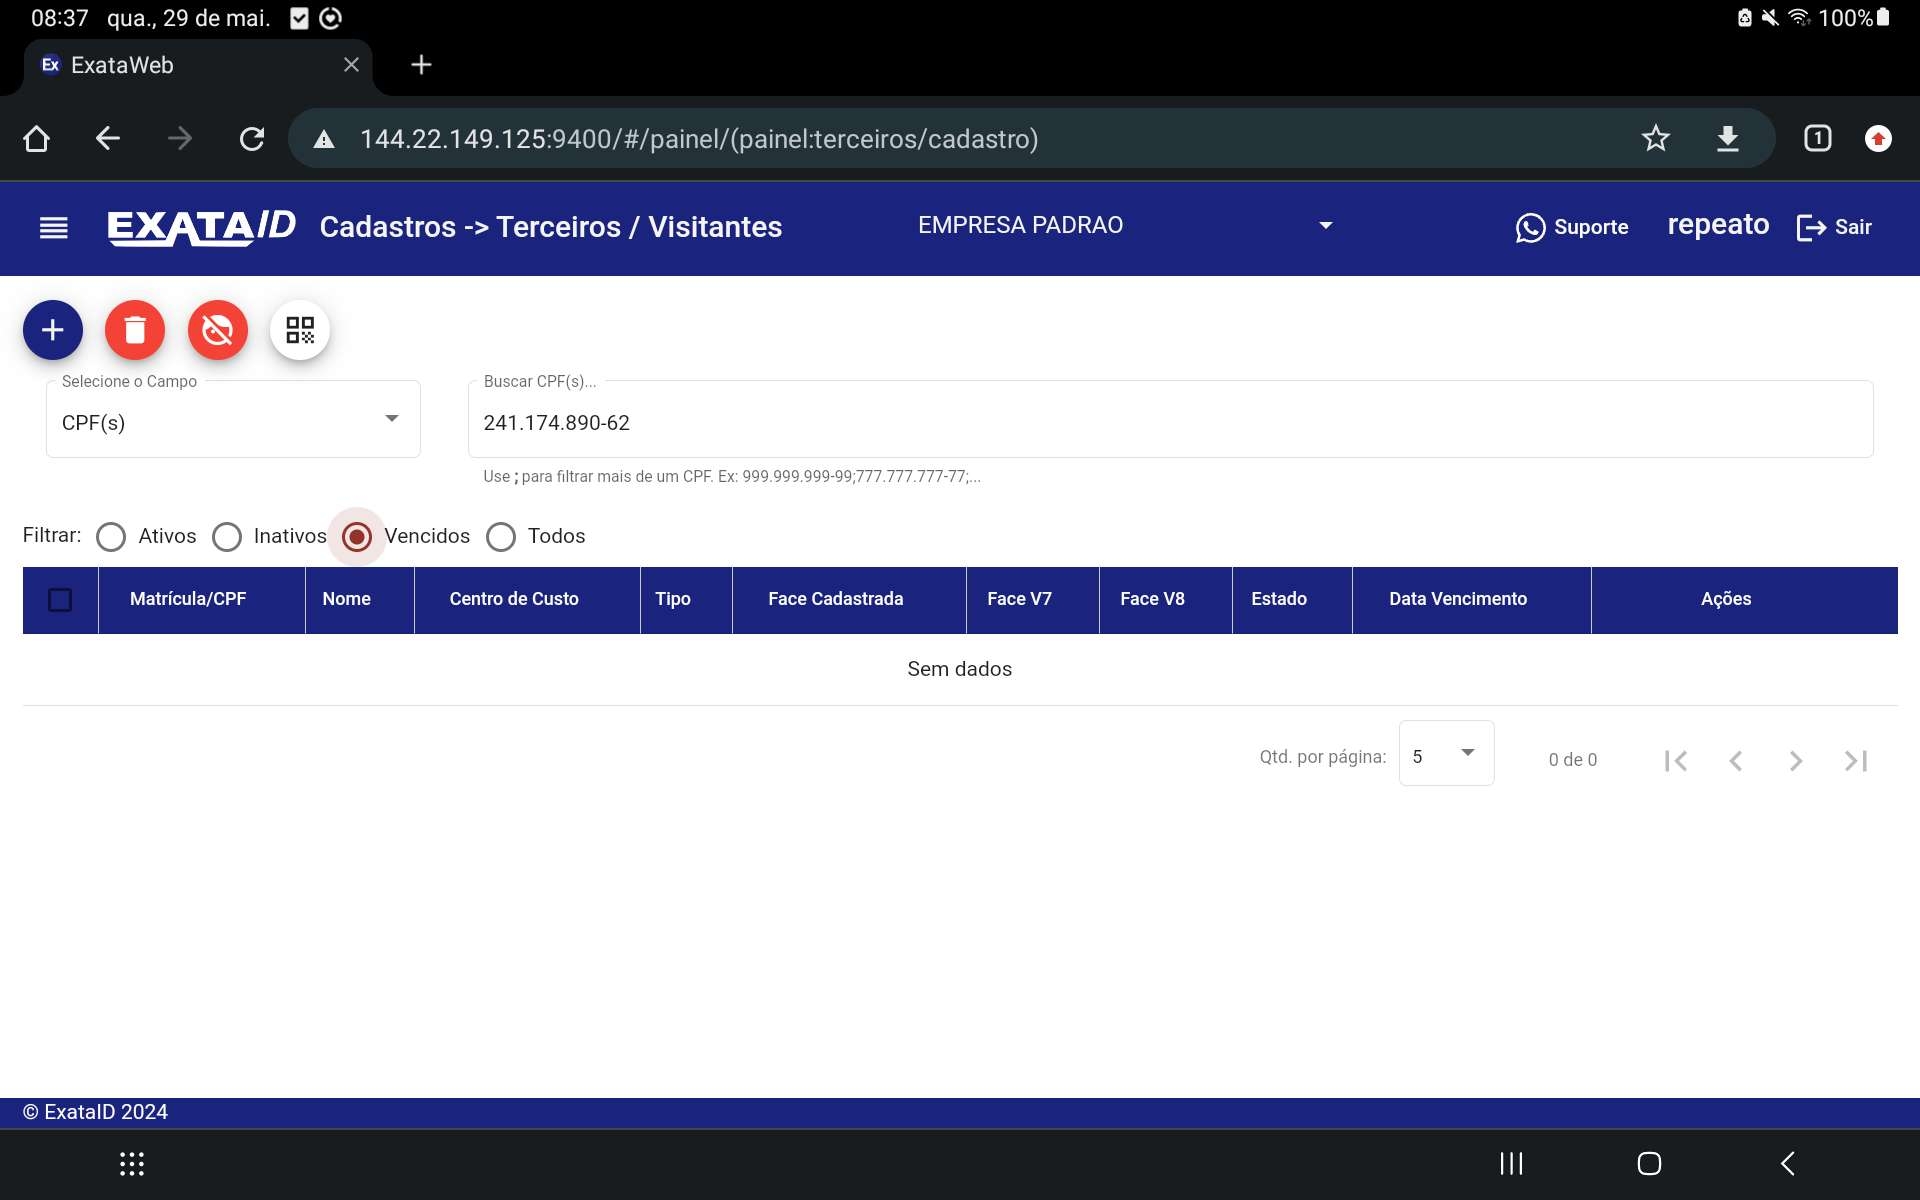 08:37 qua., 29 de mai. 100%
Ex ExataWeb
144.22.149.125:9400/#/painel/(painel:terceiros/cadastro) 1
EXATAID Cadastros -> Terceiros / Visitantes EMPRESA PADRAO Suporte repeato Sair
Selecione o Campo Buscar CPF(s)...
CPF(s) 241.174.890-62
Use ; para filtrar mais de um CPF. Ex: 999.999.999-99;777.777.777-77;...
Filtrar: Ativos Inativos Vencidos Todos
Matrícula/CPF Nome Centro de Custo Tipo Face Cadastrada Face V7 Face V8 Estado Data Vencimento Ações
Sem dados
Qtd. por página: 5 0 de 0
© ExataID 2024